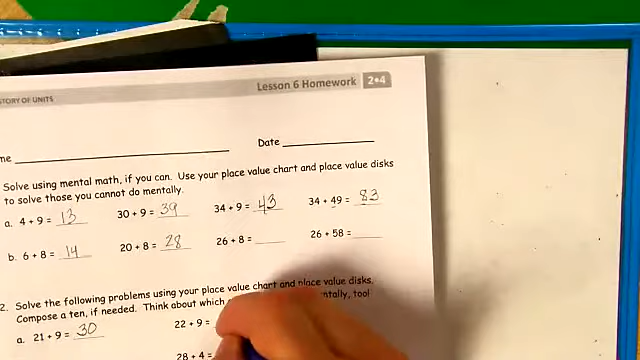 STORY OF UNITS Lesson 6 Homework 2•4
me Date
Solve using mental math, if you can. Use your place value chart and place value disks
to solve those you cannot do mentally.
a. 4 + 9 = 13 30 + 9 = 39 34 + 9 = 43 34 + 49 = 83
b. 6 + 8 = 14 20 + 8 = 28 26 + 8 = 26 + 58 =
2. Solve the following problems using your place value chart and place value disks.
Compose a ten, if needed. Think about which ntally, too!
a. 21 + 9 = 30 22 + 9 =
28 + 4 =